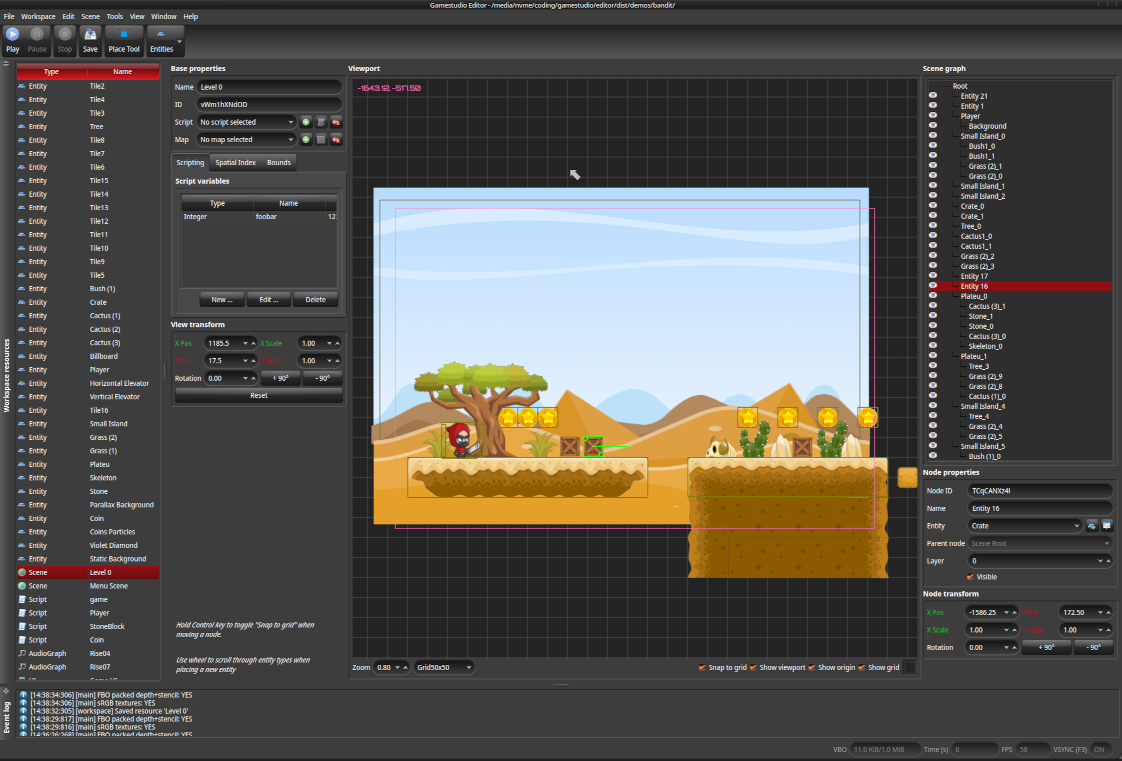 Gamestudio Editor - /media/nvme/coding/gamestudio/editor/dist/demos/bandit/
File Workspace Edit Scene Tools View Window Help
Play Pause Stop Save Place Tool Entities
Workspace resources
Type Name
Entity Tile2
Entity Tile4
Entity Tile3
Entity Tree
Entity Tile8
Entity Tile7
Entity Tile6
Entity Tile15
Entity Tile14
Entity Tile13
Entity Tile12
Entity Tile11
Entity Tile10
Entity Tile9
Entity Tile5
Entity Bush (1)
Entity Crate
Entity Cactus (1)
Entity Cactus (2)
Entity Cactus (3)
Entity Billboard
Entity Player
Entity Horizontal Elevator
Entity Vertical Elevator
Entity Tile16
Entity Small Island
Entity Grass (2)
Entity Grass (1)
Entity Plateu
Entity Skeleton
Entity Stone
Entity Parallax Background
Entity Coin
Entity Coins Particles
Entity Violet Diamond
Entity Static Background
Scene Level 0
Scene Menu Scene
Script game
Script Player
Script StoneBlock
Script Coin
AudioGraph Rise04
AudioGraph Rise07
Base properties
Name Level 0
ID vWm1hXNdOD
Script No script selected
Map No map selected
Scripting Spatial Index Bounds
Script variables
Type Name
Integer foobar 12
New ... Edit ... Delete
View transform
X Pos 1185.5 X Scale 1.00
17.5 1.00
Rotation 0.00 + 90° - 90°
Reset
Hold Control key to toggle "Snap to grid" when
moving a node.
Use wheel to scroll through entity types when
placing a new entity
Viewport
-1643.12, -517.50
Zoom 0.80 Grid50x50 Snap to grid Show viewport Show origin Show grid
Scene graph
Root
Entity 21
Entity 1
Player
Background
Small Island_0
Bush1_0
Bush1_1
Grass (2)_1
Grass (2)_0
Small Island_1
Small Island_2
Crate_0
Crate_1
Tree_0
Cactus1_0
Cactus1_1
Grass (2)_2
Grass (2)_3
Entity 17
Entity 16
Plateu_0
Cactus (3)_1
Stone_1
Stone_0
Cactus (3)_0
Skeleton_0
Plateu_1
Tree_3
Grass (2)_9
Grass (2)_8
Cactus (1)_0
Small Island_4
Tree_4
Grass (2)_4
Grass (2)_5
Small Island_5
Bush (1)_0
Node properties
Node ID TCqCANXz4I
Name Entity 16
Entity Crate
Parent node Scene Root
Layer 0
Visible
Node transform
X Pos -1586.25 Y Pos 172.50
X Scale 1.00 Y Scale 1.00
Rotation 0.00 + 90° - 90°
Event log
[14:38:34:306] [main] FBO packed depth+stencil: YES
[14:38:34:306] [main] sRGB textures: YES
[14:38:32:305] [workspace] Saved resource 'Level 0'
[14:38:29:817] [main] FBO packed depth+stencil: YES
[14:38:29:816] [main] sRGB textures: YES
[14:36:26:268] [main] FBO packed depth+stencil: YES
VBO 11.0 KiB/1.0 MiB Time (s) 0 FPS 58 VSYNC (F3) ON